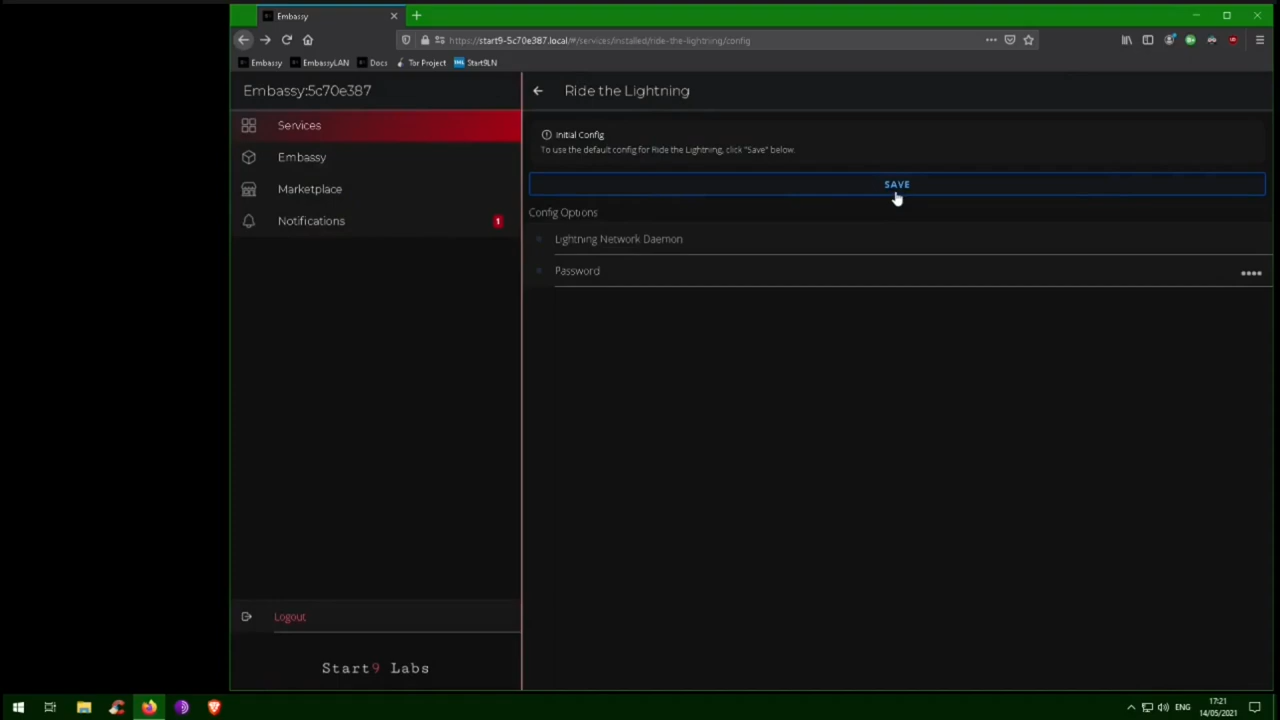 Embassy
https://start9-5c70e387.local/#/services/installed/ride-the-lightning/config
Embassy
EmbassyLAN
Docs
Tor Project
Start9LN
Embassy:5c70e387
Services
Embassy
Marketplace
Notifications
1
Logout
Start9 Labs
Ride the Lightning
Initial Config
To use the default config for Ride the Lightning, click "Save" below.
SAVE
Config Options
Lightning Network Daemon
Password
••••
ENG
17:21
14/05/2021